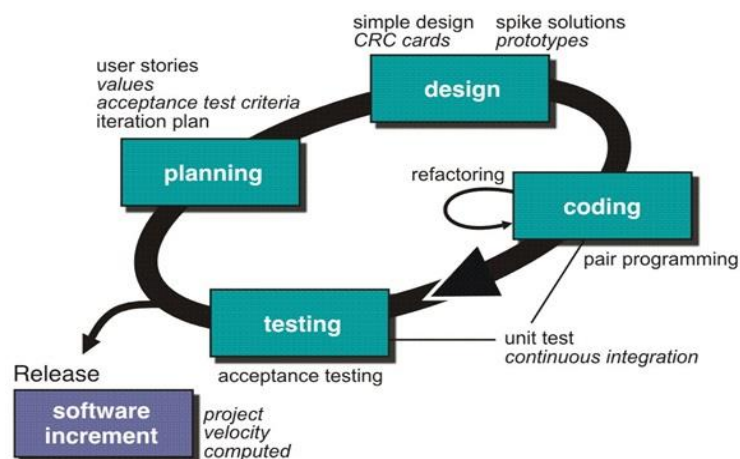 simple design
CRC cards
spike solutions
prototypes
user stories
values
acceptance test criteria
iteration plan
design
planning
refactoring
coding
pair programming
testing
unit test
continuous integration
acceptance testing
Release
software
increment
project
velocity
computed